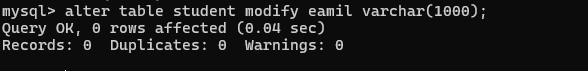 mysql> alter table student modify eamil varchar(1000);
Query OK, 0 rows affected (0.04 sec)
Records: 0  Duplicates: 0  Warnings: 0